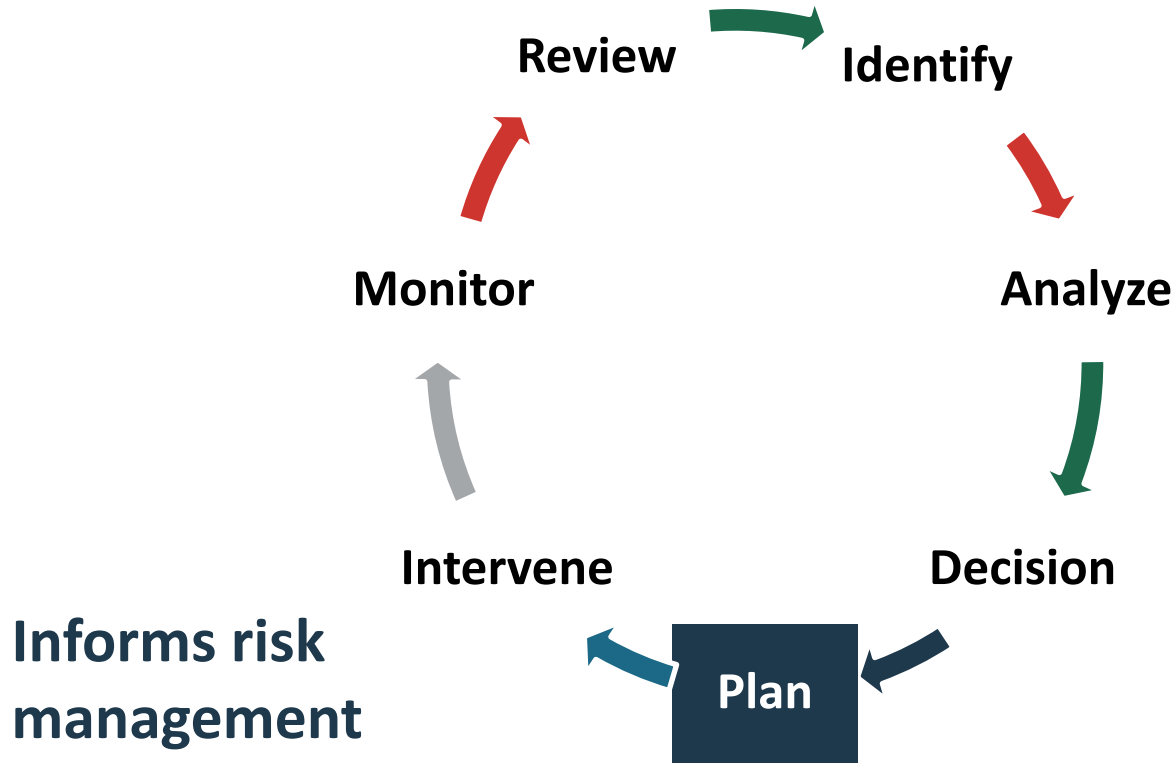 Review
Identify
Monitor
Analyze
Intervene
Decision
Informs risk
management
Plan